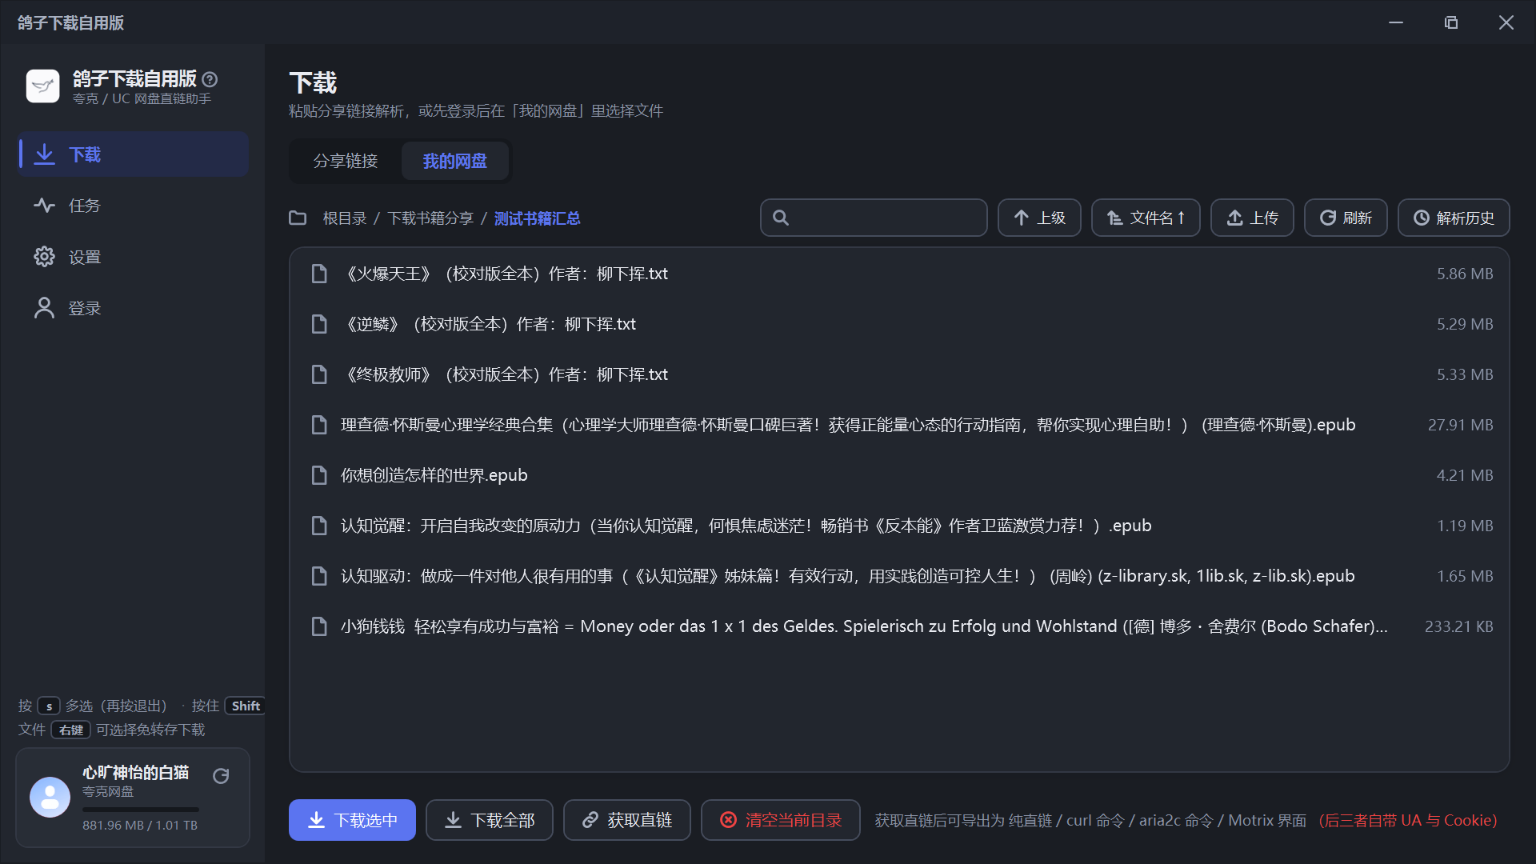 鸽子下载自用版
鸽子下载自用版
夸克 / UC 网盘直链助手
下载
任务
设置
登录
按 s 多选（再按退出） · 按住 Shift
文件 右键 可选择免转存下载
心旷神怡的白猫
夸克网盘
881.96 MB / 1.01 TB
下载
粘贴分享链接解析，或先登录后在「我的网盘」里选择文件
分享链接 我的网盘
根目录 / 下载书籍分享 / 测试书籍汇总 上级 文件名↑ 上传 刷新 解析历史
《火爆天王》（校对版全本）作者：柳下挥.txt 5.86 MB
《逆鳞》（校对版全本）作者：柳下挥.txt 5.29 MB
《终极教师》（校对版全本）作者：柳下挥.txt 5.33 MB
理查德·怀斯曼心理学经典合集（心理学大师理查德·怀斯曼口碑巨著！获得正能量心态的行动指南，帮你实现心理自助！） (理查德·怀斯曼).epub 27.91 MB
你想创造怎样的世界.epub 4.21 MB
认知觉醒：开启自我改变的原动力（当你认知觉醒，何惧焦虑迷茫！畅销书《反本能》作者卫蓝激赏力荐！）.epub 1.19 MB
认知驱动：做成一件对他人很有用的事（《认知觉醒》姊妹篇！有效行动，用实践创造可控人生！） (周岭) (z-library.sk, 1lib.sk, z-lib.sk).epub 1.65 MB
小狗钱钱 轻松享有成功与富裕 = Money oder das 1 x 1 des Geldes. Spielerisch zu Erfolg und Wohlstand ([德] 博多・舍费尔 (Bodo Schafer)... 233.21 KB
下载选中 下载全部 获取直链 清空当前目录 获取直链后可导出为 纯直链 / curl 命令 / aria2c 命令 / Motrix 界面 （后三者自带 UA 与 Cookie）